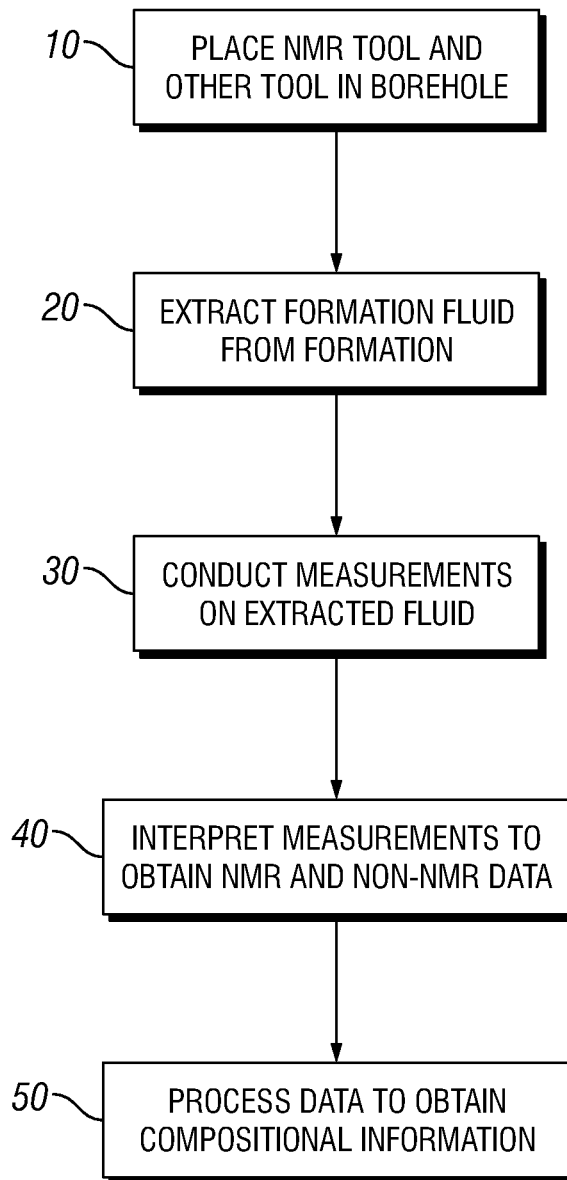 10
PLACE NMR TOOL AND
OTHER TOOL IN BOREHOLE
20
EXTRACT FORMATION FLUID
FROM FORMATION
30
CONDUCT MEASUREMENTS
ON EXTRACTED FLUID
40
INTERPRET MEASUREMENTS TO
OBTAIN NMR AND NON-NMR DATA
50
PROCESS DATA TO OBTAIN
COMPOSITIONAL INFORMATION